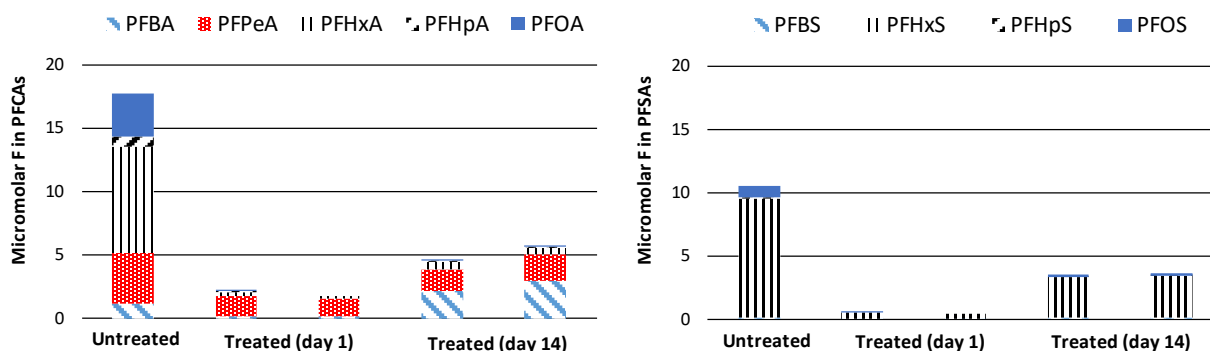 PFBA PFPeA PFHxA PFHpA PFOA
Micromolar F in PFCAs
20
15
10
5
0
Untreated Treated (day 1) Treated (day 14)
PFBS PFHxS PFHpS PFOS
Micromolar F in PFSAs
20
15
10
5
0
Untreated Treated (day 1) Treated (day 14)